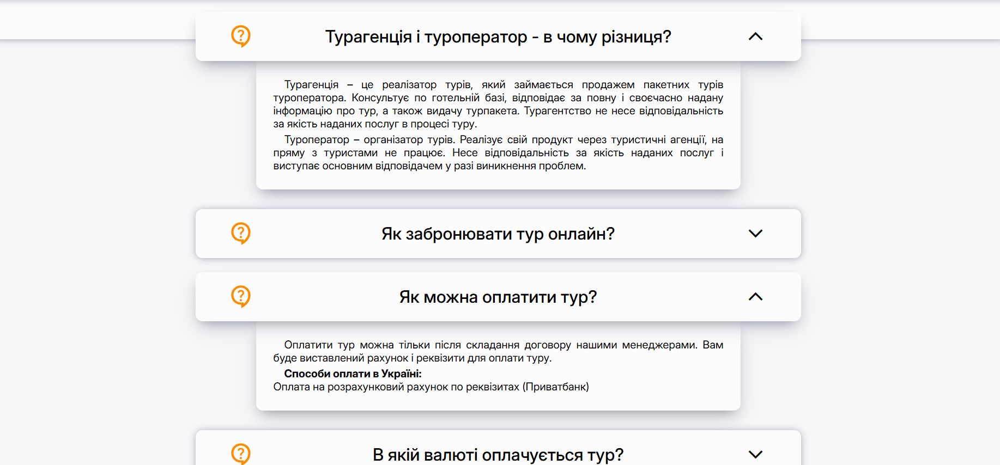 Турагенція і туроператор - в чому різниця?
Турагенція – це реалізатор турів, який займається продажем пакетних турів
туроператора. Консультує по готельній базі, відповідає за повну і своєчасно надану
інформацію про тур, а також видачу турпакета. Турагентство не несе відповідальність
за якість наданих послуг в процесі туру.
Туроператор – організатор турів. Реалізує свій продукт через туристичні агенції, на
пряму з туристами не працює. Несе відповідальність за якість наданих послуг і
виступає основним відповідачем у разі виникнення проблем.
Як забронювати тур онлайн?
Як можна оплатити тур?
Оплатити тур можна тільки після складання договору нашими менеджерами. Вам
буде виставлений рахунок і реквізити для оплати туру.
Способи оплати в Україні:
Оплата на розрахунковий рахунок по реквізитах (Приватбанк)
В якій валюті оплачується тур?